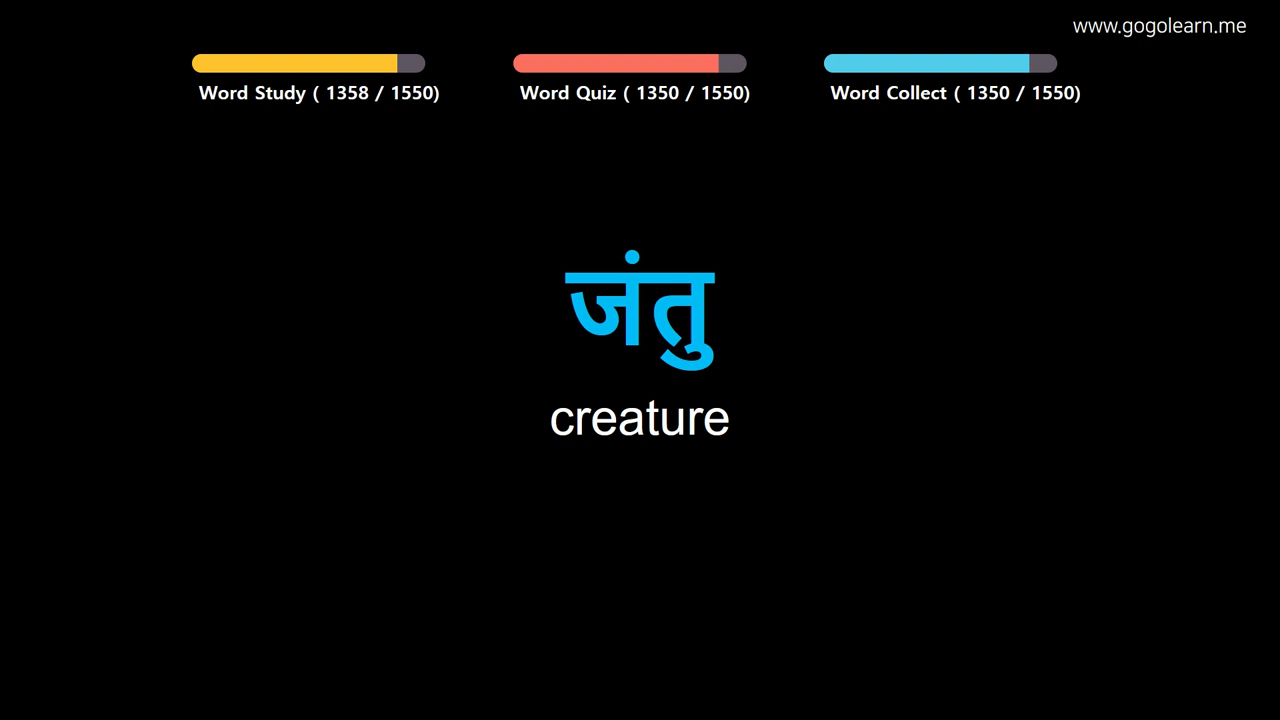 www.gogolearn.me
Word Study ( 1358 / 1550)
Word Quiz ( 1350 / 1550)
Word Collect ( 1350 / 1550)
जंतु
creature